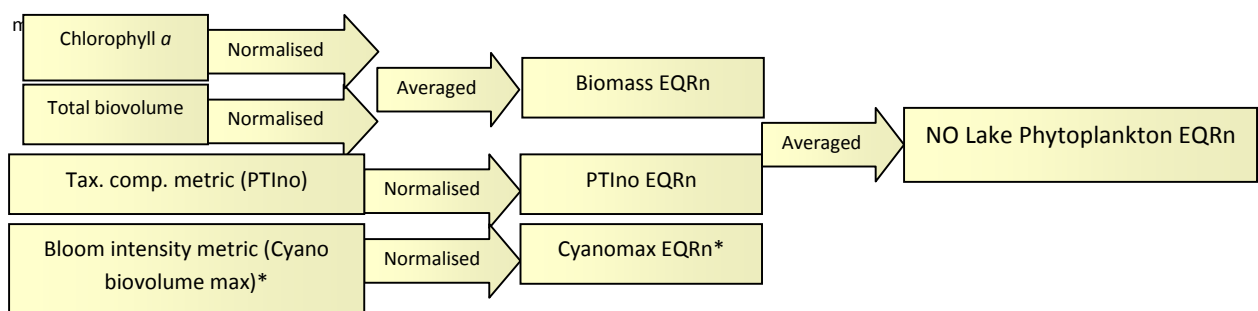 Chlorophyll a
Normalised
Total biovolume
Normalised
Averaged
Biomass EQRn
Tax. comp. metric (PTIno)
Normalised
PTIno EQRn
Bloom intensity metric (Cyano
biovolume max)*
Normalised
Cyanomax EQRn*
Averaged
NO Lake Phytoplankton EQRn